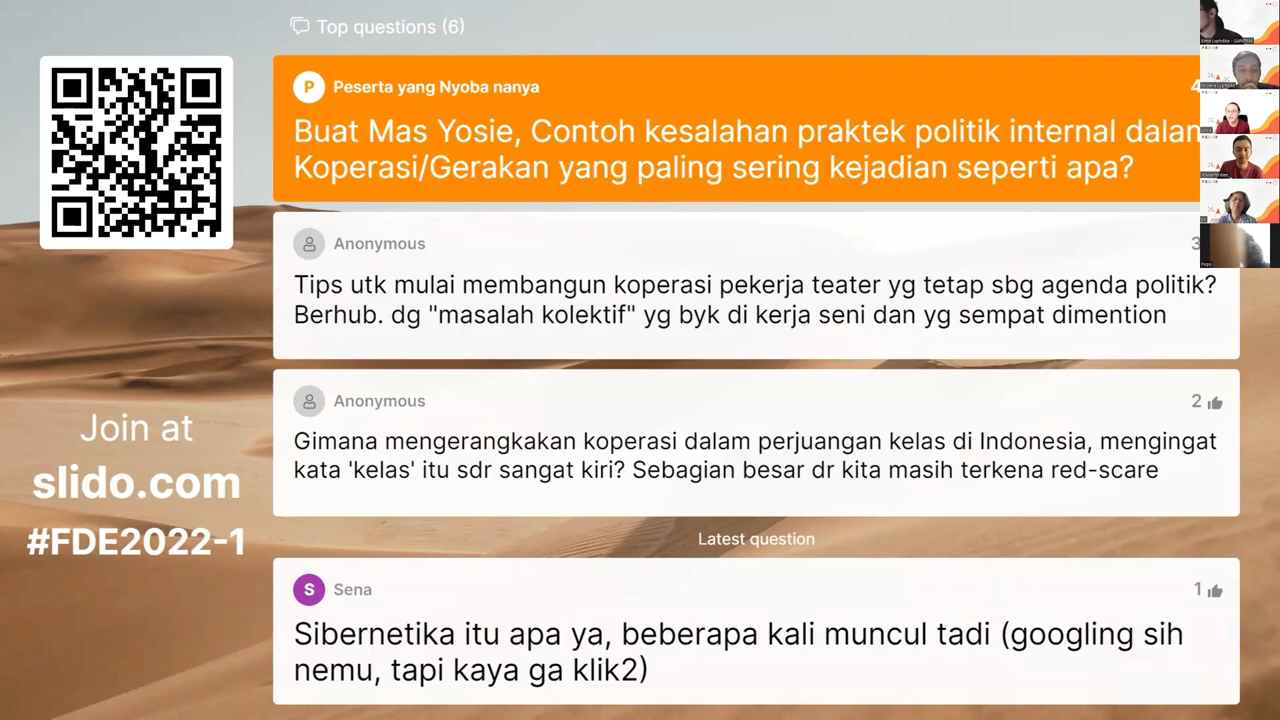 Top questions (6)
P Peserta yang Nyoba nanya
Buat Mas Yosie, Contoh kesalahan praktek politik internal dalam
Koperasi/Gerakan yang paling sering kejadian seperti apa?
Anonymous 3
Tips utk mulai membangun koperasi pekerja teater yg tetap sbg agenda politik?
Berhub. dg "masalah kolektif" yg byk di kerja seni dan yg sempat dimention
Anonymous 2
Gimana mengerangkakan koperasi dalam perjuangan kelas di Indonesia, mengingat
kata 'kelas' itu sdr sangat kiri? Sebagian besar dr kita masih terkena red-scare
Latest question
S Sena 1
Sibernetika itu apa ya, beberapa kali muncul tadi (googling sih
nemu, tapi kaya ga klik2)
Join at
slido.com
#FDE2022-1